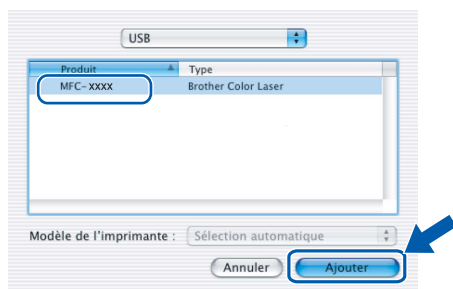 USB
Produit Type
MFC-XXXX Brother Color Laser
Modèle de l'imprimante : Sélection automatique
Annuler Ajouter